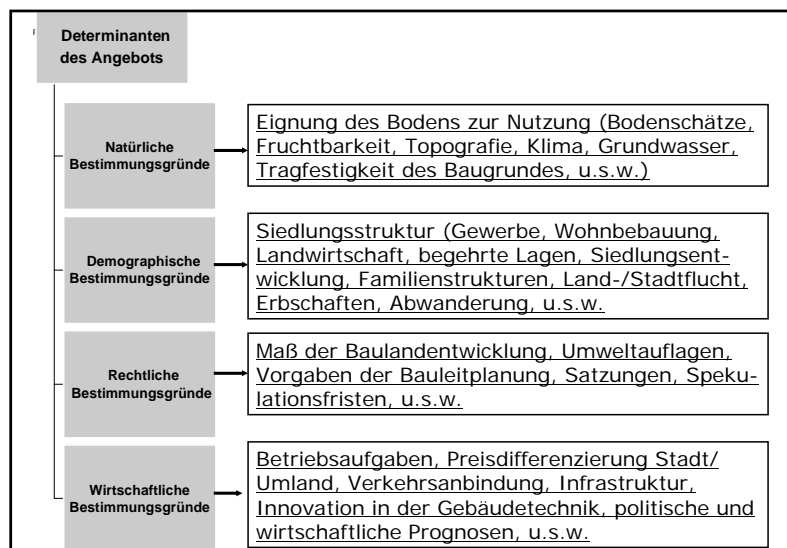 Determinanten
des Angebots
Natürliche
Bestimmungsgründe
Eignung des Bodens zur Nutzung (Bodenschätze,
Fruchtbarkeit, Topografie, Klima, Grundwasser,
Tragfestigkeit des Baugrundes, u.s.w.)
Demographische
Bestimmungsgründe
Siedlungsstruktur (Gewerbe, Wohnbebauung,
Landwirtschaft, begehrte Lagen, Siedlungsent-
wicklung, Familienstrukturen, Land-/Stadtflucht,
Erbschaften, Abwanderung, u.s.w.
Rechtliche
Bestimmungsgründe
Maß der Baulandentwicklung, Umweltauflagen,
Vorgaben der Bauleitplanung, Satzungen, Speku-
lationsfristen, u.s.w.
Wirtschaftliche
Bestimmungsgründe
Betriebsaufgaben, Preisdifferenzierung Stadt/
Umland, Verkehrsanbindung, Infrastruktur,
Innovation in der Gebäudetechnik, politische und
wirtschaftliche Prognosen, u.s.w.